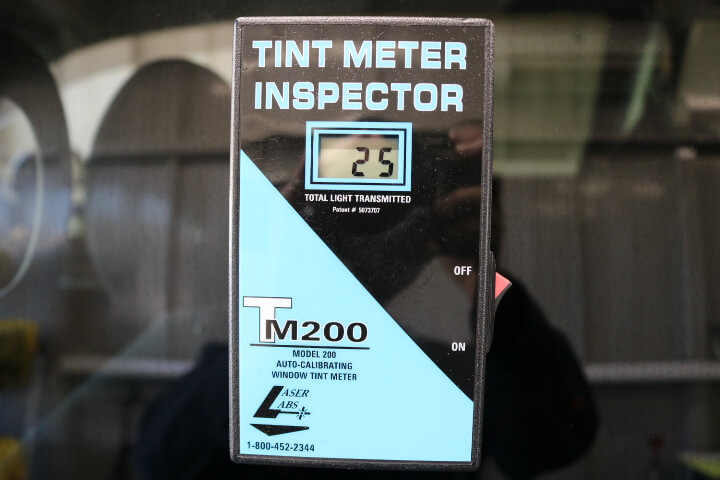 TINT METER
INSPECTOR
25
TOTAL LIGHT TRANSMITTED
Patent # 5073707
OFF
ON
TM200
MODEL 200
AUTO-CALIBRATING
WINDOW TINT METER
LASER
LABS
1-800-452-2344